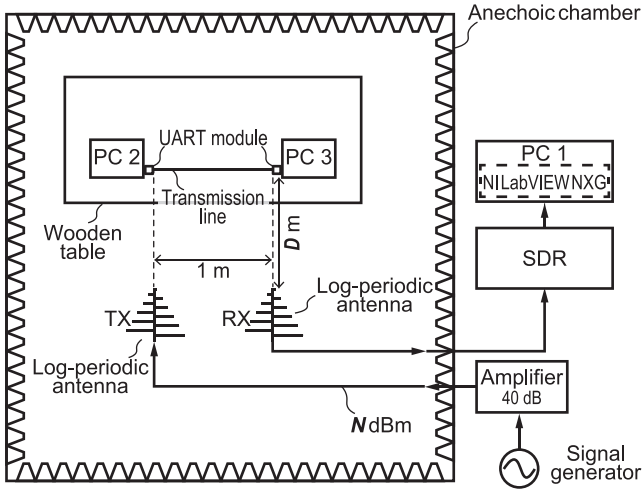 Anechoic chamber
UART module
PC 2
PC 3
Transmission
line
Wooden
table
D m
1 m
PC 1
NI LabVIEW NXG
SDR
Log-periodic
antenna
TX
RX
Log-periodic
antenna
N dBm
Amplifier
40 dB
Signal
generator